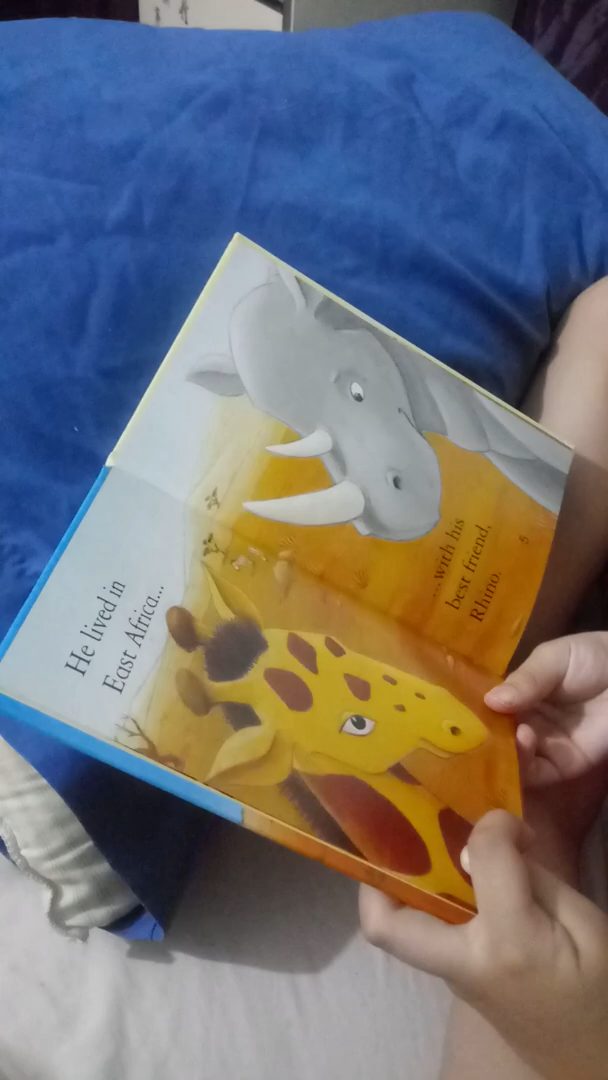 He lived in
East Africa...
...with his
best friend,
Rhino.
5